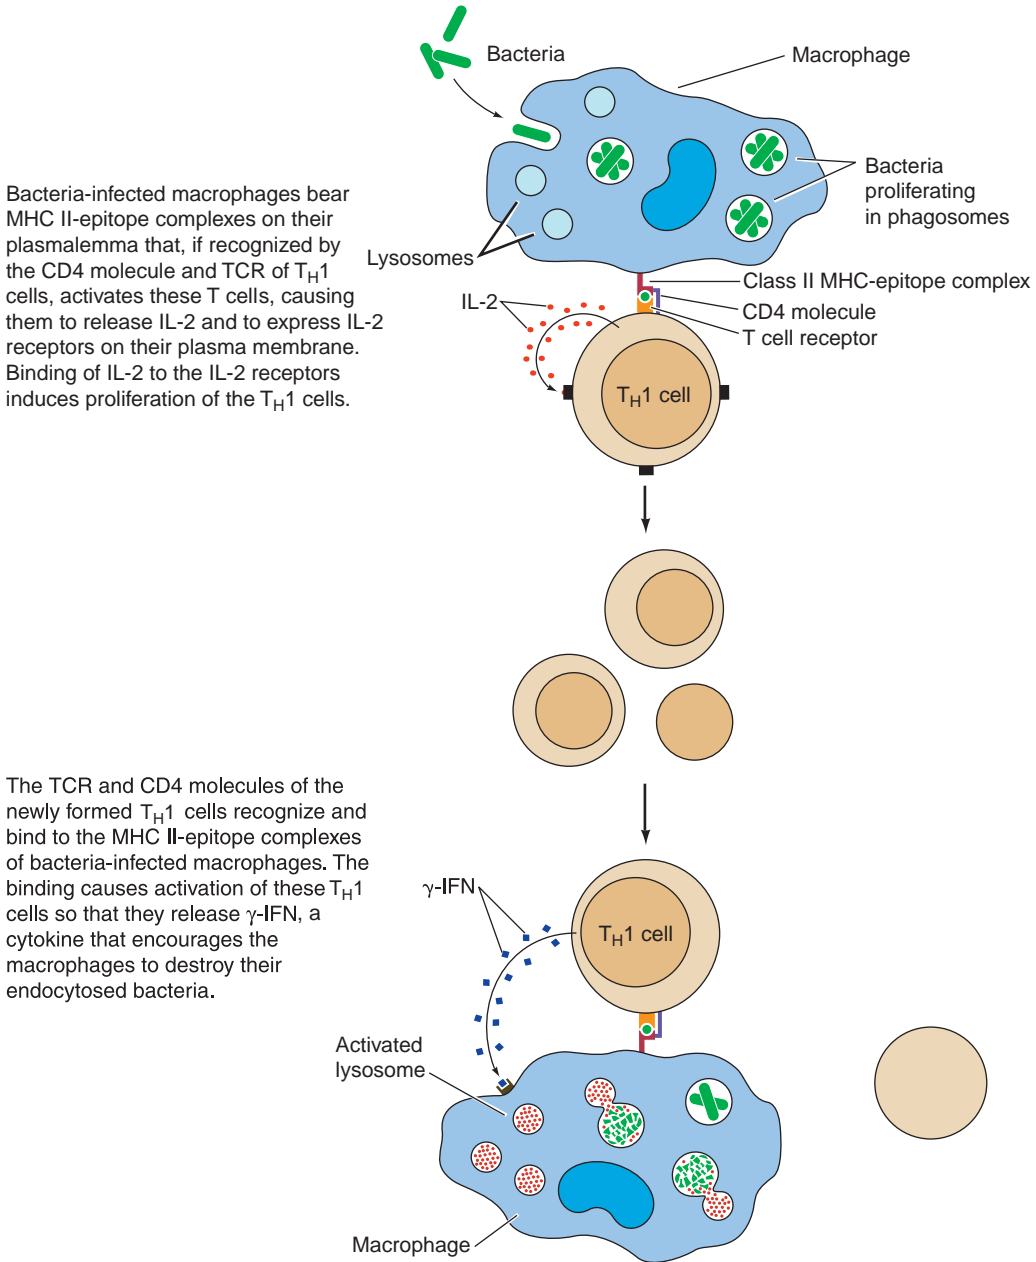 Bacteria
Macrophage
Bacteria
proliferating
in phagosomes
Bacteria-infected macrophages bear
MHC II-epitope complexes on their
plasmalemma that, if recognized by
the CD4 molecule and TCR of TH1
cells, activates these T cells, causing
them to release IL-2 and to express IL-2
receptors on their plasma membrane.
Binding of IL-2 to the IL-2 receptors
induces proliferation of the TH1 cells.
Lysosomes
Class II MHC-epitope complex
IL-2
CD4 molecule
T cell receptor
TH1 cell
The TCR and CD4 molecules of the
newly formed TH1 cells recognize and
bind to the MHC II-epitope complexes
of bacteria-infected macrophages. The
binding causes activation of these TH1
cells so that they release γ-IFN, a
cytokine that encourages the
macrophages to destroy their
endocytosed bacteria.
γ-IFN
TH1 cell
Activated
lysosome
Macrophage